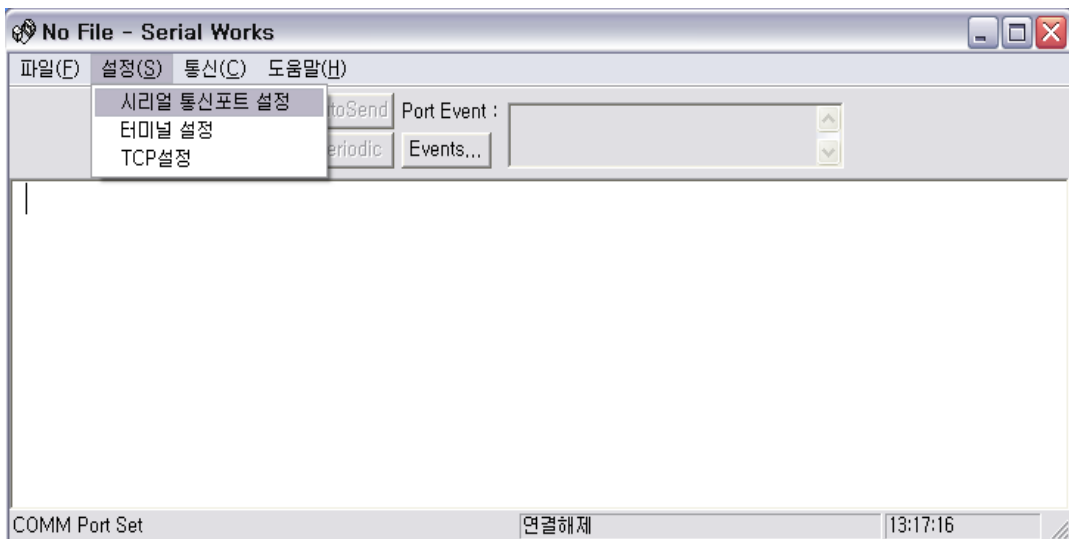 No File - Serial Works
파일(F) 설정(S) 통신(C) 도움말(H)
시리얼 통신포트 설정
터미널 설정
TCP설정
toSend Port Event :
eriodic Events...
COMM Port Set 연결해제 13:17:16